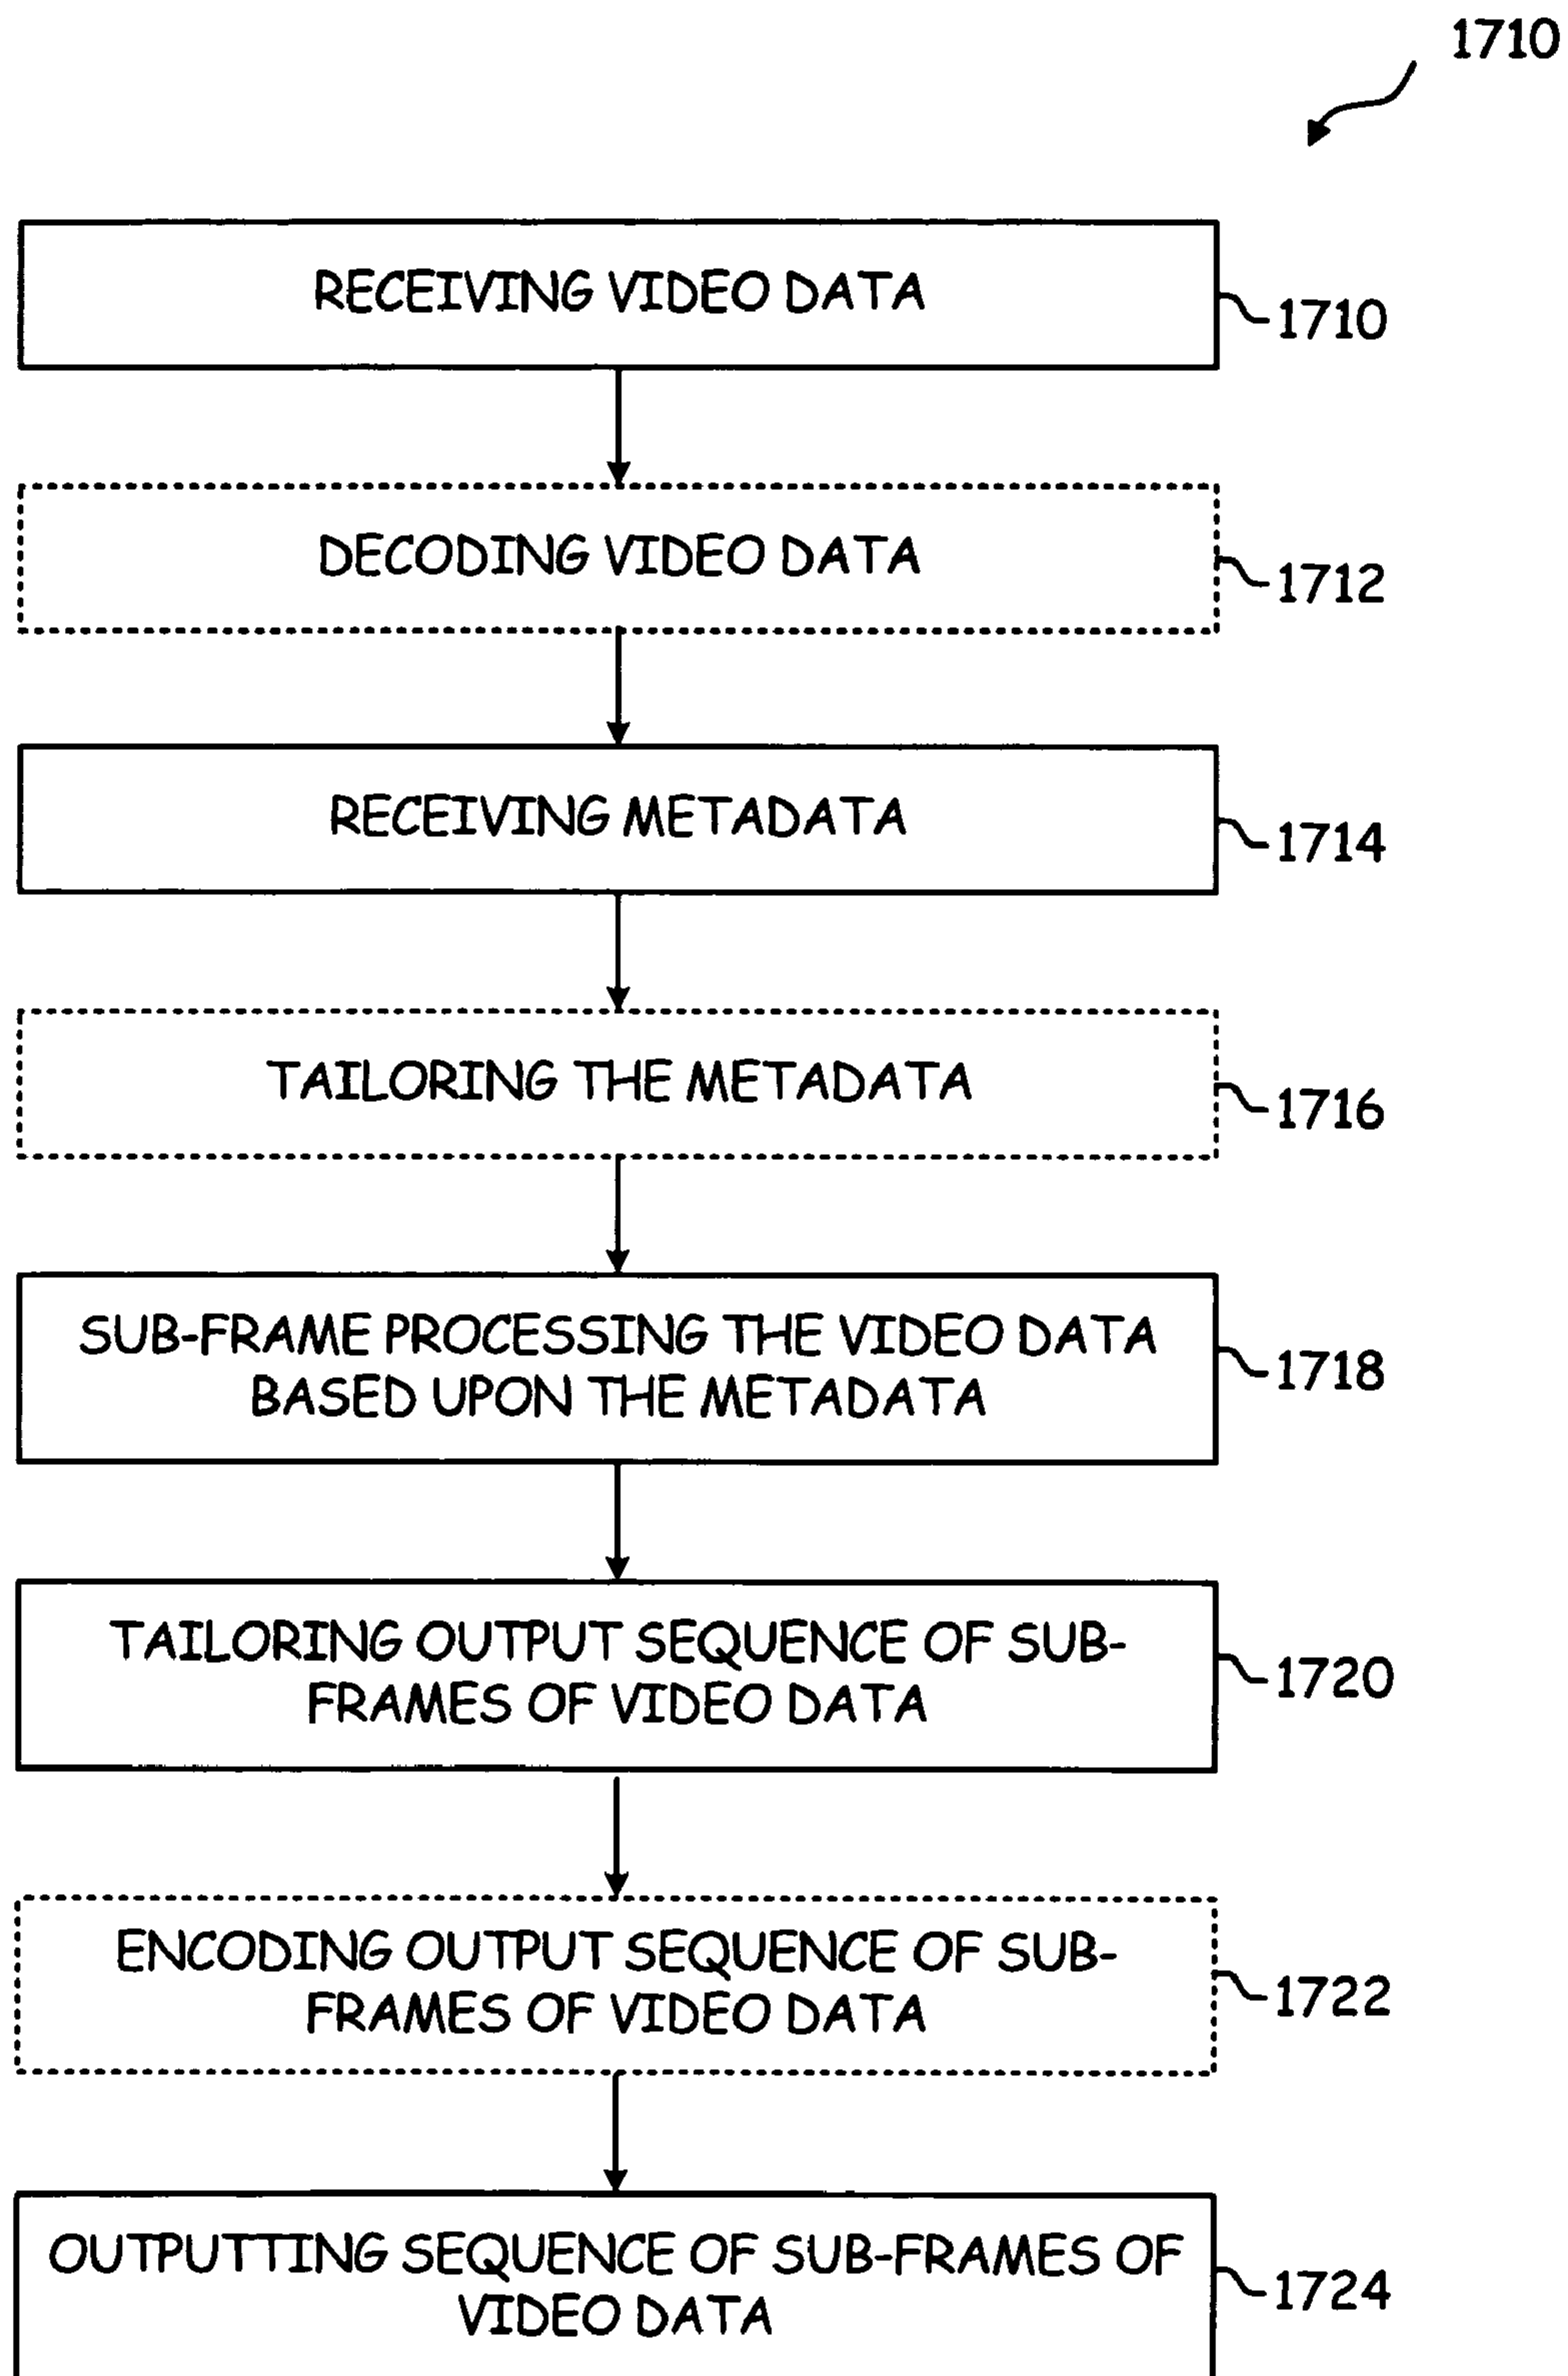 1710
RECEIVING VIDEO DATA
1710
DECODING VIDEO DATA
1712
RECEIVING METADATA
1714
TAILORING THE METADATA
1716
SUB-FRAME PROCESSING THE VIDEO DATA
BASED UPON THE METADATA
1718
TAILORING OUTPUT SEQUENCE OF SUB-
FRAMES OF VIDEO DATA
1720
ENCODING OUTPUT SEQUENCE OF SUB-
FRAMES OF VIDEO DATA
1722
OUTPUTTING SEQUENCE OF SUB-FRAMES OF
VIDEO DATA
1724